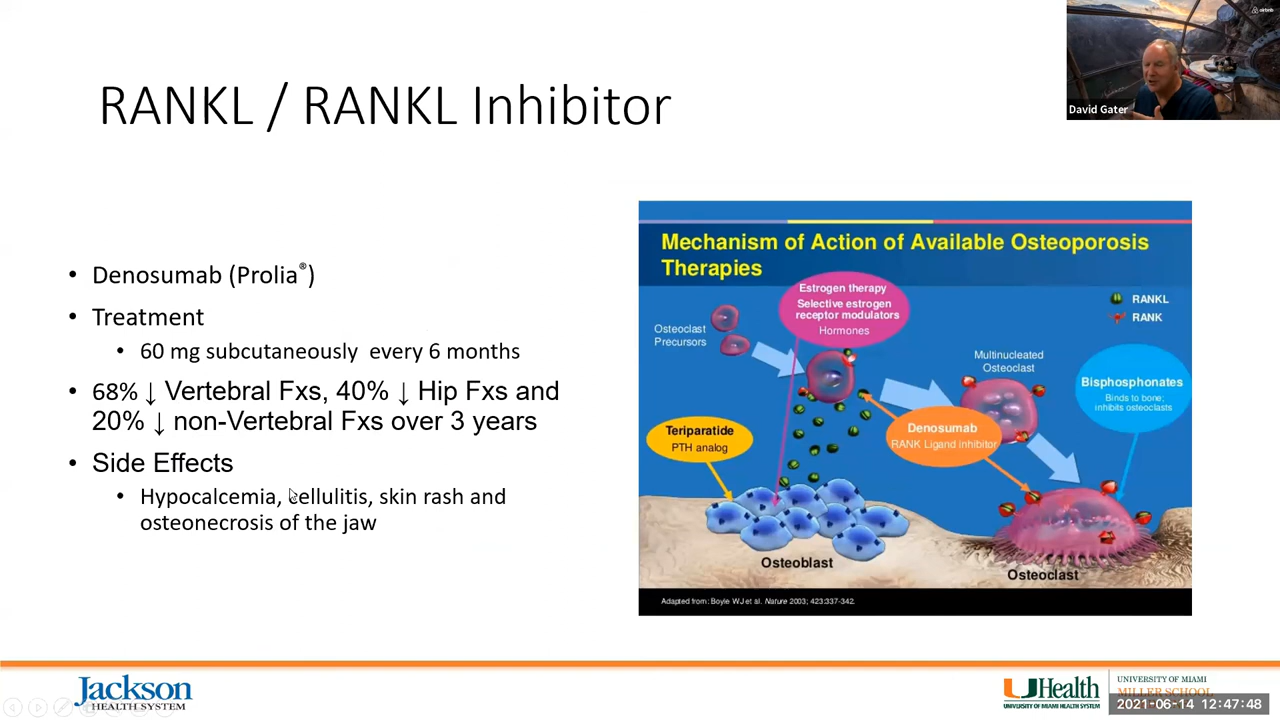 RANKL / RANKL Inhibitor
airbnb
David Gater
• Denosumab (Prolia®)
• Treatment
• 60 mg subcutaneously every 6 months
• 68% ↓ Vertebral Fxs, 40% ↓ Hip Fxs and
20% ↓ non-Vertebral Fxs over 3 years
• Side Effects
• Hypocalcemia, cellulitis, skin rash and
osteonecrosis of the jaw
Mechanism of Action of Available Osteoporosis
Therapies
Estrogen therapy
Selective estrogen
receptor modulators
Hormones
RANKL
RANK
Osteoclast
Precursors
Multinucleated
Osteoclast
Bisphosphonates
Binds to bone;
inhibits osteoclasts
Teriparatide
PTH analog
Denosumab
RANK Ligand inhibitor
Osteoblast
Osteoclast
Adapted from: Boyle WJ et al. Nature 2003; 423:337-342.
Jackson
HEALTH SYSTEM
UHealth
UNIVERSITY OF MIAMI HEALTH SYSTEM
UNIVERSITY OF MIAMI
MILLER SCHOOL
2021-06-14 12:47:48